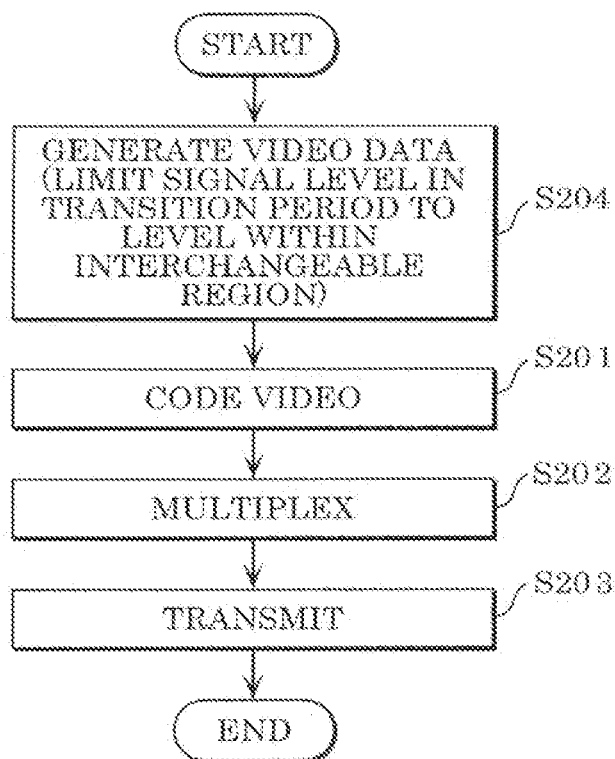 START
GENERATE VIDEO DATA
(LIMIT SIGNAL LEVEL IN
TRANSITION PERIOD TO
LEVEL WITHIN
INTERCHANGEABLE
REGION)
S204
CODE VIDEO
S201
MULTIPLEX
S202
TRANSMIT
S203
END